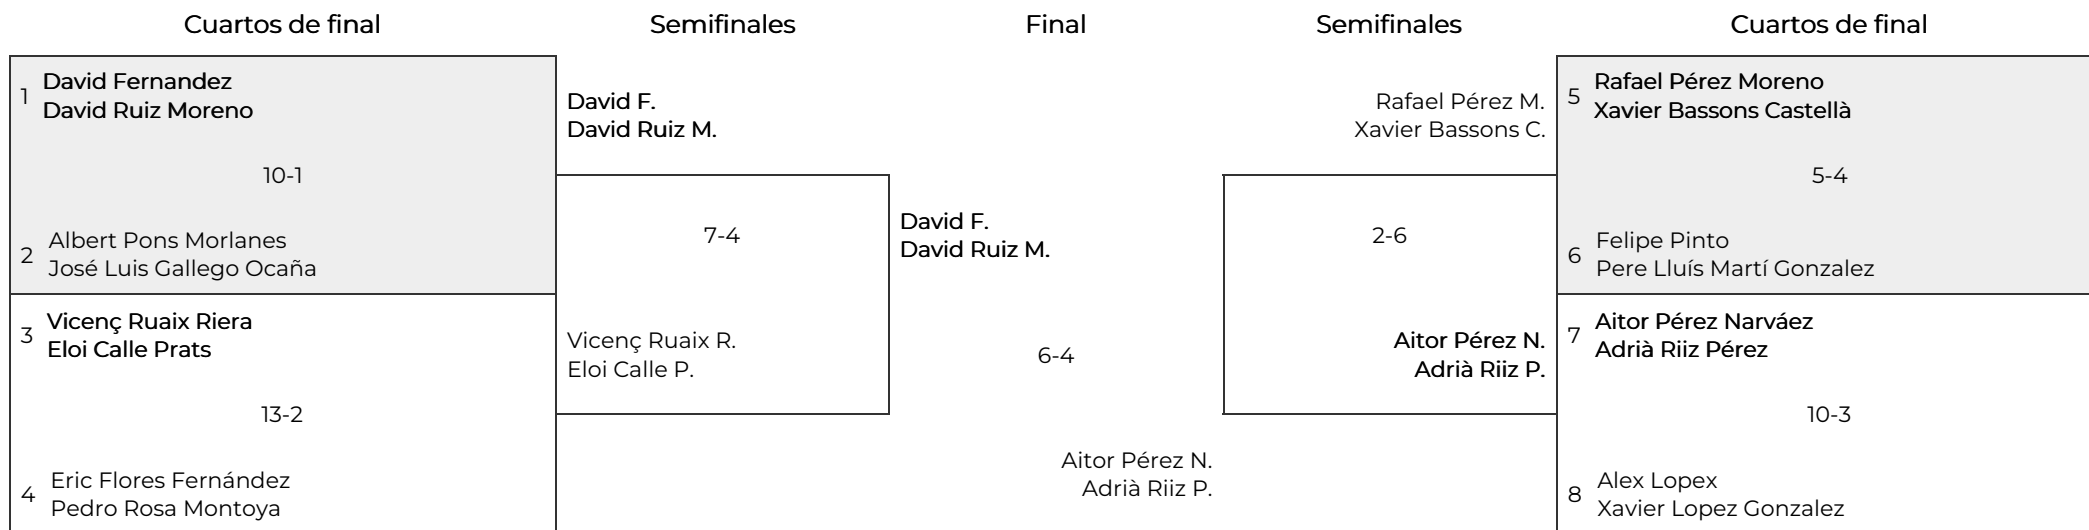 Cuartos de final
Semifinales
Final
Semifinales
Cuartos de final
1
David Fernandez
David Ruiz Moreno
10-1
2
Albert Pons Morlanes
José Luis Gallego Ocaña
3
Vicenç Ruaix Riera
Eloi Calle Prats
13-2
4
Eric Flores Fernández
Pedro Rosa Montoya
David F.
David Ruiz M.
7-4
Vicenç Ruaix R.
Eloi Calle P.
David F.
David Ruiz M.
6-4
Aitor Pérez N.
Adrià Riiz P.
Rafael Pérez M.
Xavier Bassons C.
2-6
Aitor Pérez N.
Adrià Riiz P.
5
Rafael Pérez Moreno
Xavier Bassons Castellà
5-4
6
Felipe Pinto
Pere Lluís Martí Gonzalez
7
Aitor Pérez Narváez
Adrià Riiz Pérez
10-3
8
Alex Lopex
Xavier Lopez Gonzalez